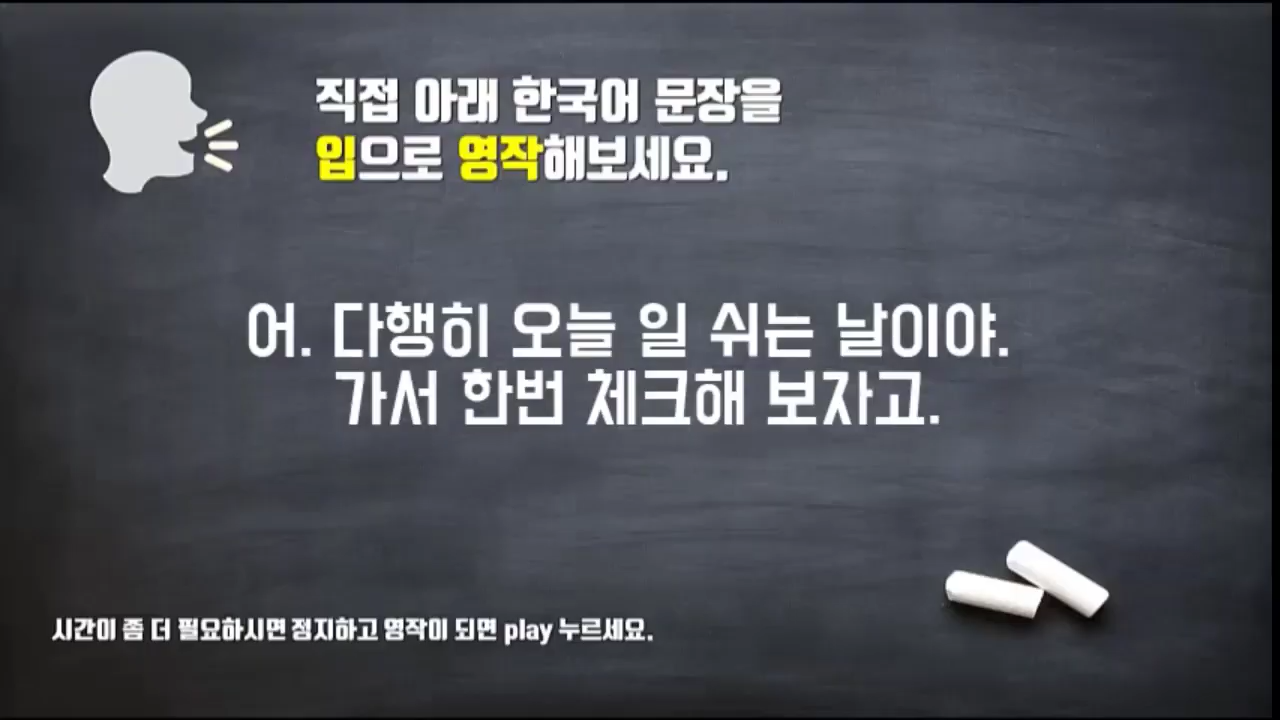 직접 아래 한국어 문장을
입으로 영작해보세요.
어. 다행히 오늘 일 쉬는 날이야.
가서 한번 체크해 보자고.
시간이 좀 더 필요하시면 정지하고 영작이 되면 play 누르세요.